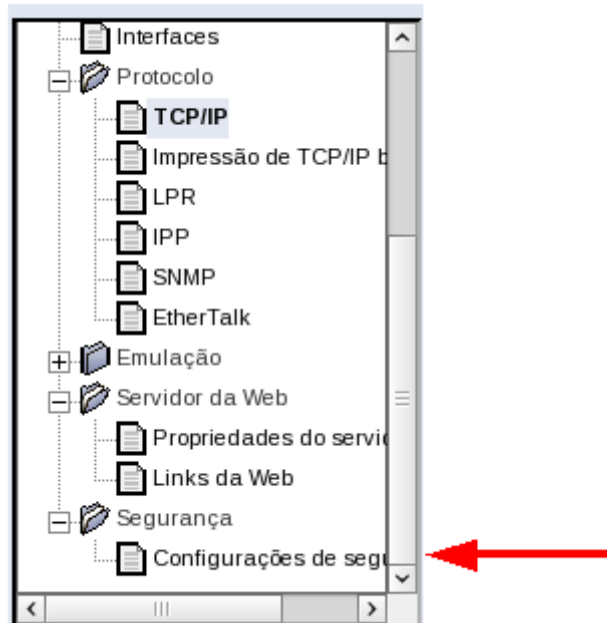 Interfaces
Protocolo
TCP/IP
Impressão de TCP/IP b
LPR
IPP
SNMP
EtherTalk
Emulação
Servidor da Web
Propriedades do servi
Links da Web
Segurança
Configurações de segu